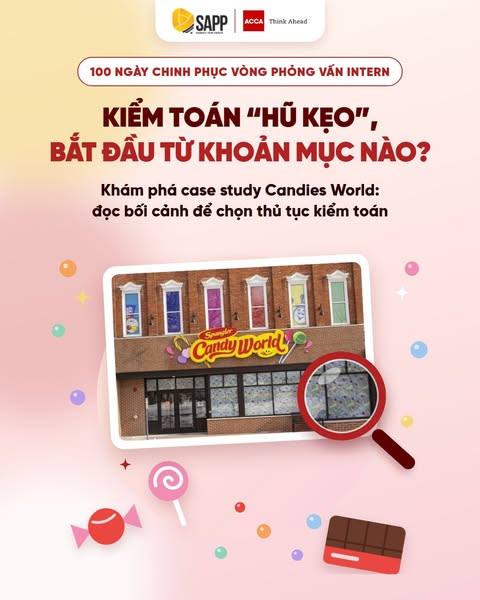 SAPP
ACCA
Think Ahead
100 NGÀY CHINH PHỤC VÒNG PHỎNG VẤN INTERN
KIỂM TOÁN “HŨ KẸO”,
BẮT ĐẦU TỪ KHOẢN MỤC NÀO?
Khám phá case study Candies World:
đọc bối cảnh để chọn thủ tục kiểm toán
Spangler
Candy World